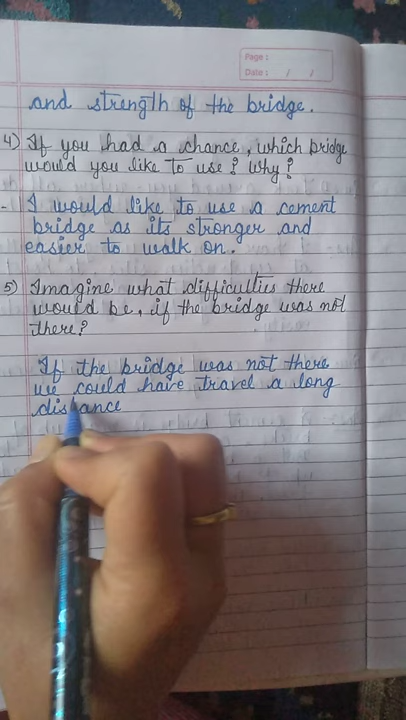 Page:
Date: / /
and strength of the bridge.
4) If you had a chance, which bridge
would you like to use? Why?
- I would like to use a cement
bridge as its stronger and
easier to walk on.
5) Imagine what difficulties there
would be, if the bridge was not
there?
If the bridge was not there
we could have travel a long
distance